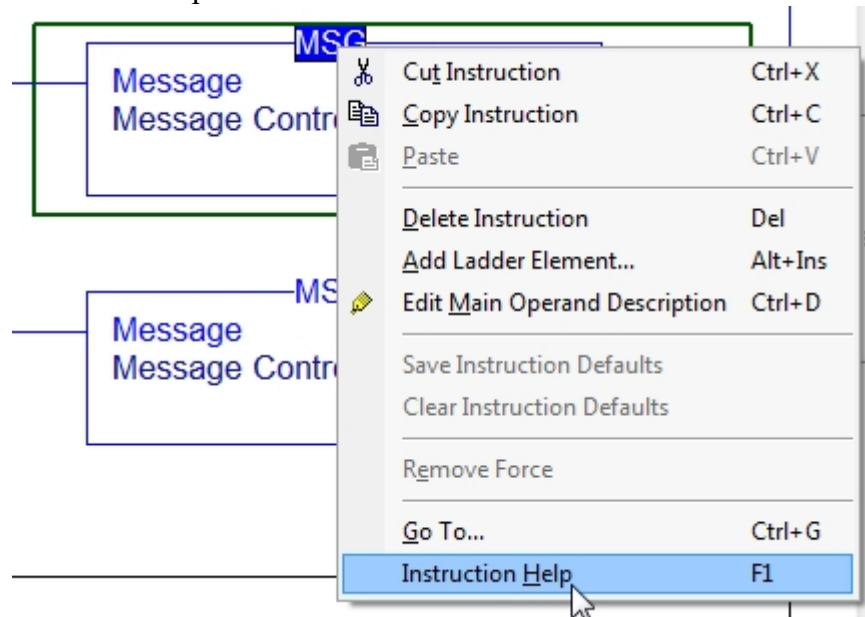 MSG
Message
Message Contro
MS
Message
Message Contro
Cut Instruction Ctrl+X
Copy Instruction Ctrl+C
Paste Ctrl+V
Delete Instruction Del
Add Ladder Element... Alt+Ins
Edit Main Operand Description Ctrl+D
Save Instruction Defaults
Clear Instruction Defaults
Remove Force
Go To... Ctrl+G
Instruction Help F1